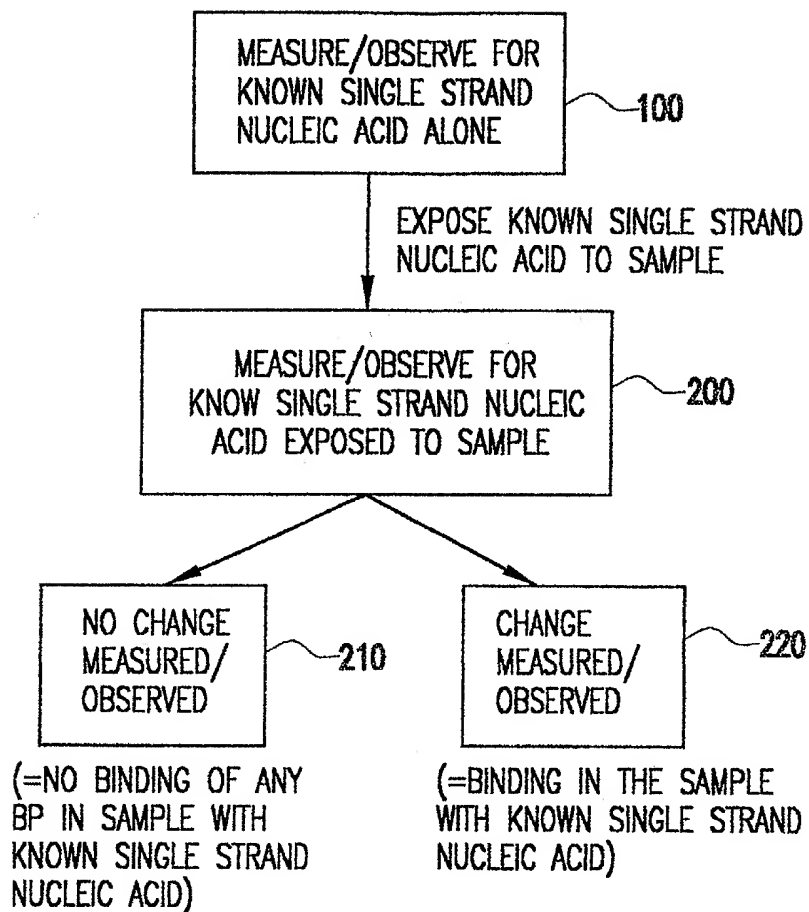 MEASURE/OBSERVE FOR
KNOWN SINGLE STRAND
NUCLEIC ACID ALONE
100
EXPOSE KNOWN SINGLE STRAND
NUCLEIC ACID TO SAMPLE
MEASURE/OBSERVE FOR
KNOW SINGLE STRAND NUCLEIC
ACID EXPOSED TO SAMPLE
200
NO CHANGE
MEASURED/
OBSERVED
210
(=NO BINDING OF ANY
BP IN SAMPLE WITH
KNOWN SINGLE STRAND
NUCLEIC ACID)
CHANGE
MEASURED/
OBSERVED
220
(=BINDING IN THE SAMPLE
WITH KNOWN SINGLE STRAND
NUCLEIC ACID)